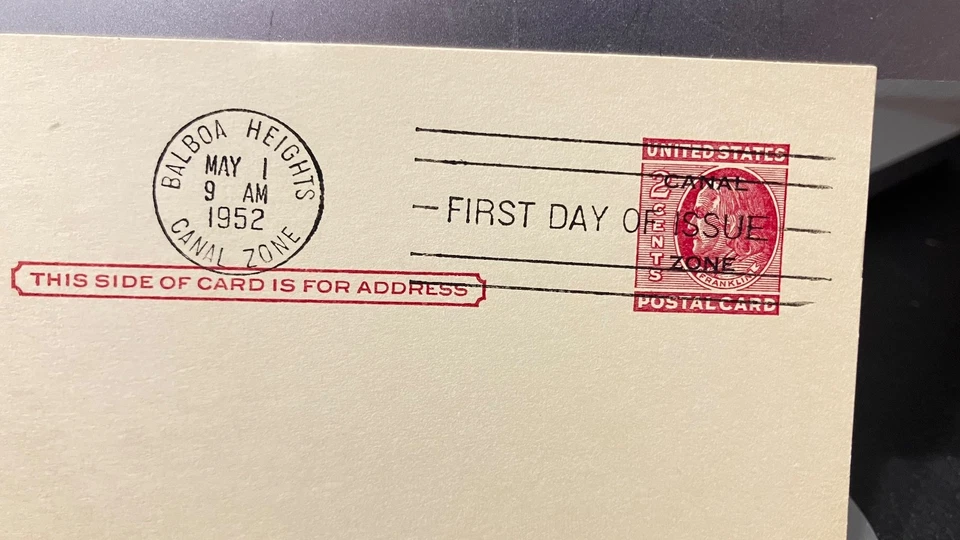 BALBOA HEIGHTS
MAY 1
9 AM
1952
CANAL ZONE
FIRST DAY OF ISSUE
UNITED STATES
CANAL
2 CENTS
ZONE
FRANKLIN
POSTAL CARD
THIS SIDE OF CARD IS FOR ADDRESS